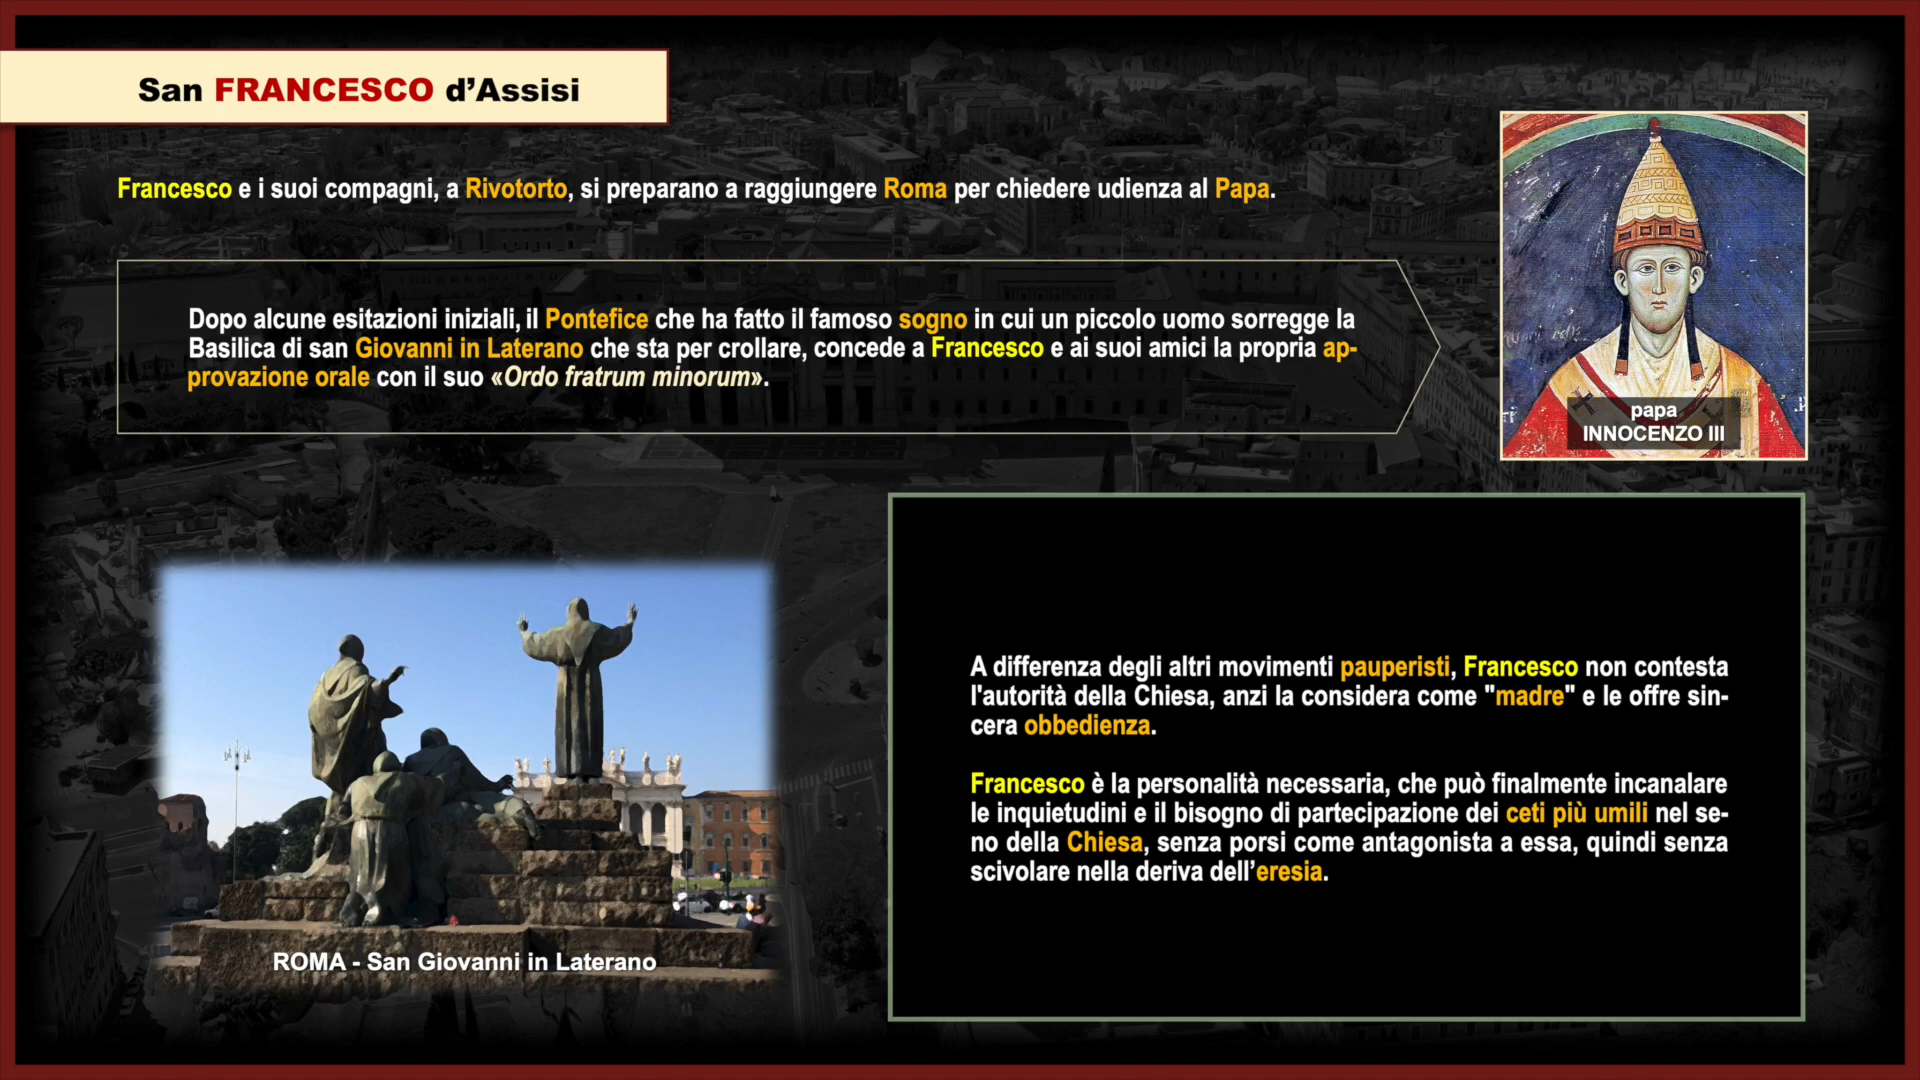 San FRANCESCO d’Assisi
Francesco e i suoi compagni, a Rivotorto, si preparano a raggiungere Roma per chiedere udienza al Papa.
Dopo alcune esitazioni iniziali, il Pontefice che ha fatto il famoso sogno in cui un piccolo uomo sorregge la
Basilica di san Giovanni in Laterano che sta per crollare, concede a Francesco e ai suoi amici la propria ap-
provazione orale con il suo «Ordo fratrum minorum».
papa
INNOCENZO III
A differenza degli altri movimenti pauperisti, Francesco non contesta
l'autorità della Chiesa, anzi la considera come "madre" e le offre sin-
cera obbedienza.
Francesco è la personalità necessaria, che può finalmente incanalare
le inquietudini e il bisogno di partecipazione dei ceti più umili nel se-
no della Chiesa, senza porsi come antagonista a essa, quindi senza
scivolare nella deriva dell’eresia.
ROMA - San Giovanni in Laterano